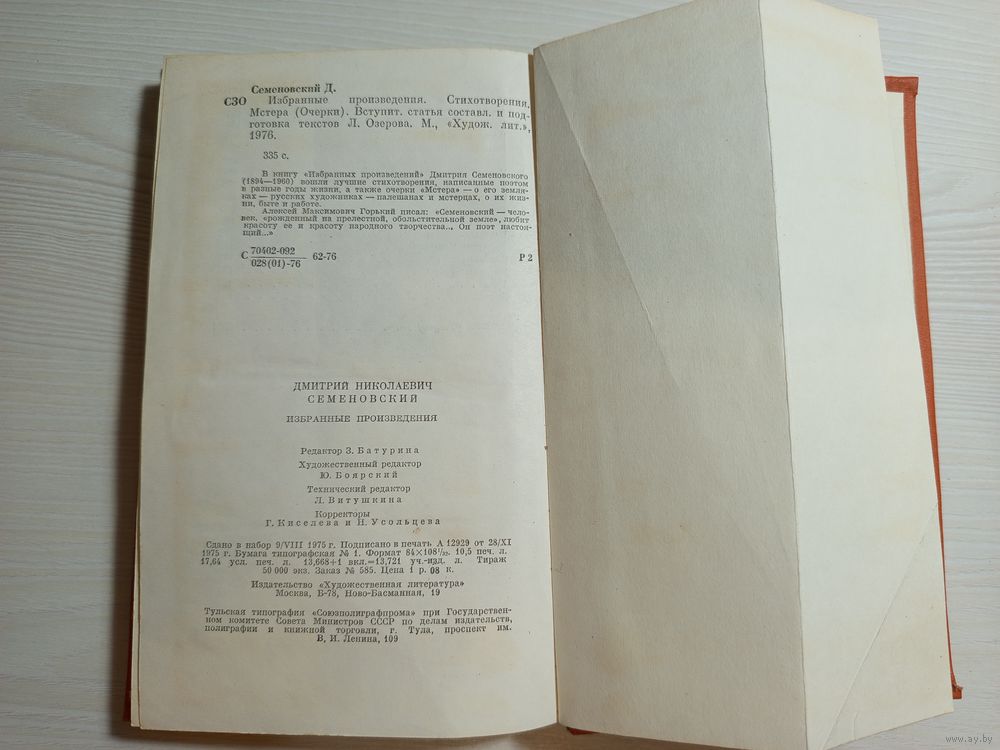 Семеновский Д.
С30 Избранные произведения. Стихотворения.
Мстера (Очерки). Вступит. статья составл. и под-
готовка текстов Л. Озерова. М., «Худож. лит.»,
1976.
335 с.
В книгу «Избранных произведений» Дмитрия Семеновского
(1894—1960) вошли лучшие стихотворения, написанные поэтом
в разные годы жизни, а также очерки «Мстера» — о его земля-
ках — русских художниках — палешанах и мстерцах, о их жиз-
ни, быте и работе.
Алексей Максимович Горький писал: «Семеновский — чело-
век, «рожденный на прелестной, обольстительной земле», любит
красоту ее и красоту народного творчества.., Он поэт настоя-
щий...»
С 70402-092 / 028(01)-76 62-76 Р 2
ДМИТРИЙ НИКОЛАЕВИЧ
СЕМЕНОВСКИЙ
ИЗБРАННЫЕ ПРОИЗВЕДЕНИЯ
Редактор З. Батурина
Художественный редактор
Ю. Боярский
Технический редактор
Л. Витушкина
Корректоры
Г. Киселева и Н. Усольцева
Сдано в набор 9/VIII 1975 г. Подписано в печать А 12929 от 28/XI
1975 г. Бумага типографская № 1. Формат 84×108¹/₃₂. 10,5 печ. л.
17,64 усл. печ. л. 13,668+1 вкл.=13,721 уч.-изд. л. Тираж
50 000 экз. Заказ № 585. Цена 1 р. 08 к.
Издательство «Художественная литература»
Москва, Б-78, Ново-Басманная, 19
Тульская типография «Союзполиграфпрома» при Государствен-
ном комитете Совета Министров СССР по делам издательств,
полиграфии и книжной торговли, г. Тула, проспект им.
В. И. Ленина, 109
www.ay.by